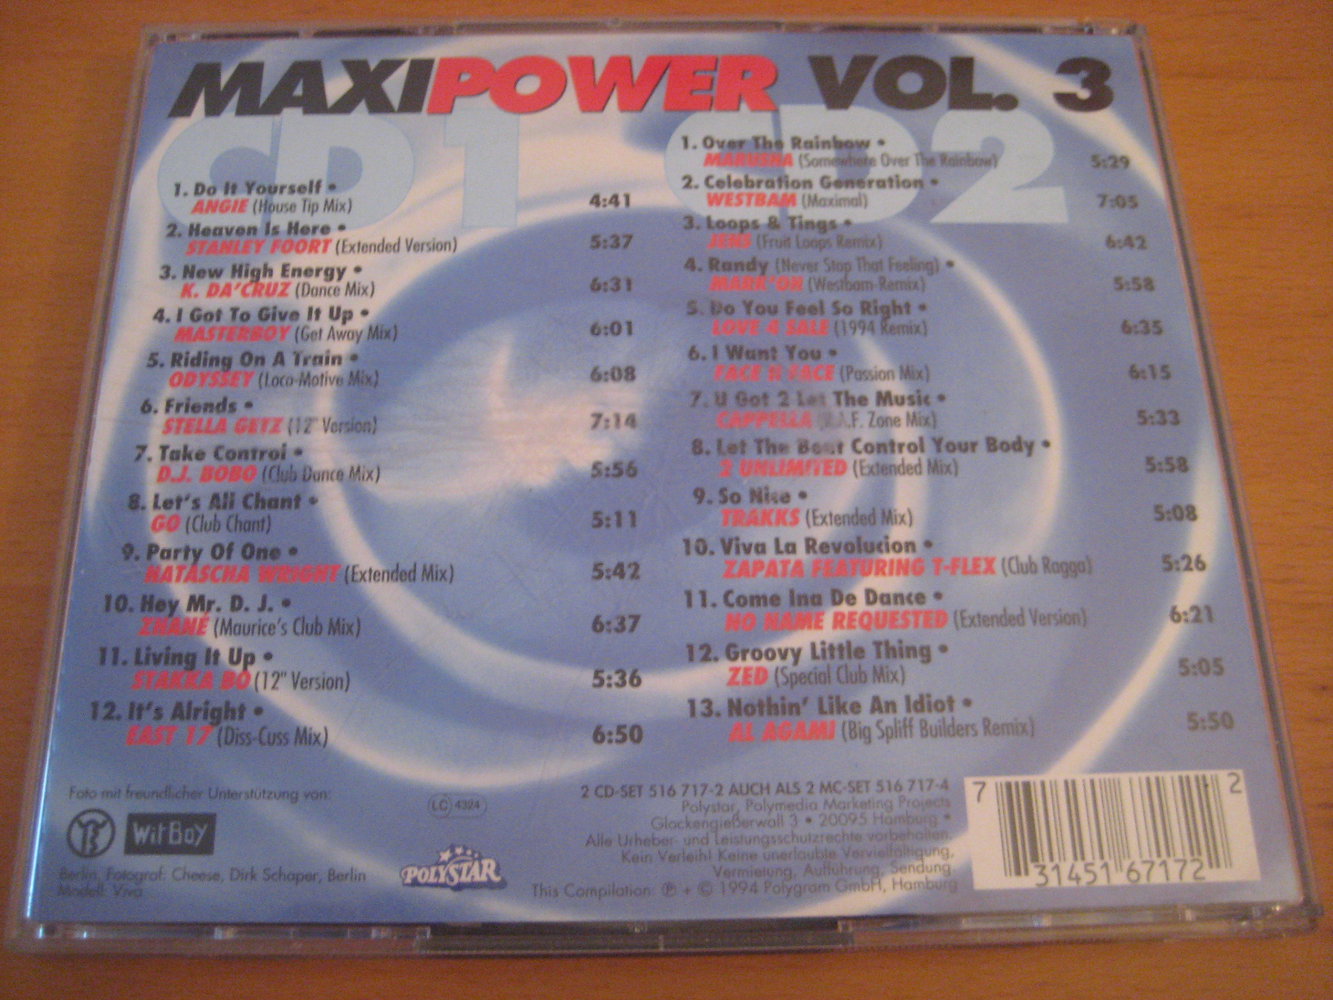 MAXIPOWER VOL. 3
CD 1
1. Do It Yourself •
ANGIE (House Tip Mix) 4:41
2. Heaven Is Here •
STANLEY FOORT (Extended Version) 5:37
3. New High Energy •
K. DA'CRUZ (Dance Mix) 6:31
4. I Got To Give It Up •
MASTERBOY (Get Away Mix) 6:01
5. Riding On A Train •
ODYSSEY (Loco-Motive Mix) 6:08
6. Friends •
STELLA GETZ (12" Version) 7:14
7. Take Control •
D.J. BOBO (Club Dance Mix) 5:56
8. Let's All Chant •
GO (Club Chant) 5:11
9. Party Of One •
NATASCHA WRIGHT (Extended Mix) 5:42
10. Hey Mr. D. J. •
ZHANÉ (Maurice's Club Mix) 6:37
11. Living It Up •
STAKKA BO (12" Version) 5:36
12. It's Alright •
EAST 17 (Diss-Cuss Mix) 6:50
CD 2
1. Over The Rainbow •
MARUSHA (Somewhere Over The Rainbow) 5:29
2. Celebration Generation •
WESTBAM (Maximal) 7:05
3. Loops & Tings •
JENS (Fruit Loops Remix) 6:42
4. Randy (Never Stop That Feeling) •
MARK'OH (Westbam-Remix) 5:58
5. Do You Feel So Right •
LOVE 4 SALE (1994 Remix) 6:35
6. I Want You •
FACE II FACE (Passion Mix) 6:15
7. U Got 2 Let The Music •
CAPPELLA (R.A.F. Zone Mix) 5:33
8. Let The Beat Control Your Body •
2 UNLIMITED (Extended Mix) 5:58
9. So Nice •
TRAKKS (Extended Mix) 5:08
10. Viva La Revolucion •
ZAPATA FEATURING T-FLEX (Club Ragga) 5:26
11. Come Ina De Dance •
NO NAME REQUESTED (Extended Version) 6:21
12. Groovy Little Thing •
ZED (Special Club Mix) 5:05
13. Nothin' Like An Idiot •
AL AGAMI (Big Spliff Builders Remix) 5:50
Foto mit freundlicher Unterstützung von:
Wit Boy
Berlin, Fotograf: Cheese, Dirk Schaper, Berlin
Modell: Viva
LC 4324
POLYSTAR
2 CD-SET 516 717-2 AUCH ALS 2 MC-SET 516 717-4
Polystar, Polymedia Marketing Projects
Glockengießerwall 3 • 20095 Hamburg •
Alle Urheber- und Leistungsschutzrechte vorbehalten.
Kein Verleih! Keine unerlaubte Vervielfältigung,
Vermietung, Aufführung, Sendung.
This Compilation: ℗ + © 1994 Polygram GmbH, Hamburg
7 31451 67172 2